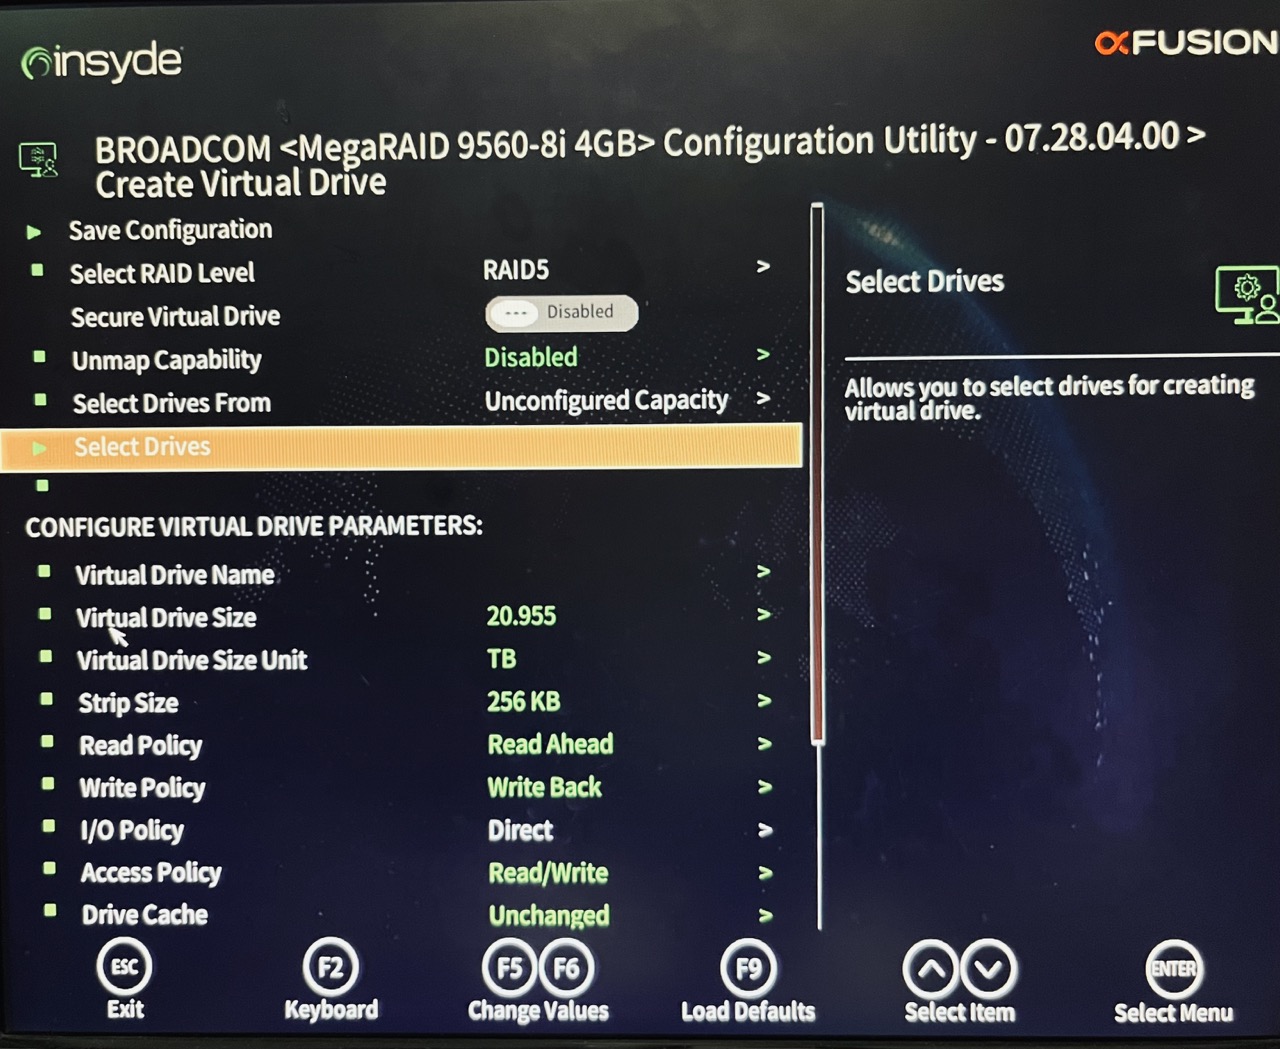 insyde
FUSION
BROADCOM <MegaRAID 9560-8i 4GB> Configuration Utility - 07.28.04.00 >
Create Virtual Drive
Save Configuration
Select RAID Level RAID5 >
Secure Virtual Drive --- Disabled
Unmap Capability Disabled >
Select Drives From Unconfigured Capacity >
Select Drives
CONFIGURE VIRTUAL DRIVE PARAMETERS:
Virtual Drive Name >
Virtual Drive Size 20.955 >
Virtual Drive Size Unit TB >
Strip Size 256 KB >
Read Policy Read Ahead >
Write Policy Write Back >
I/O Policy Direct >
Access Policy Read/Write >
Drive Cache Unchanged >
Select Drives
Allows you to select drives for creating
virtual drive.
ESC F2 F5 F6 F9 ENTER
Exit Keyboard Change Values Load Defaults Select Item Select Menu